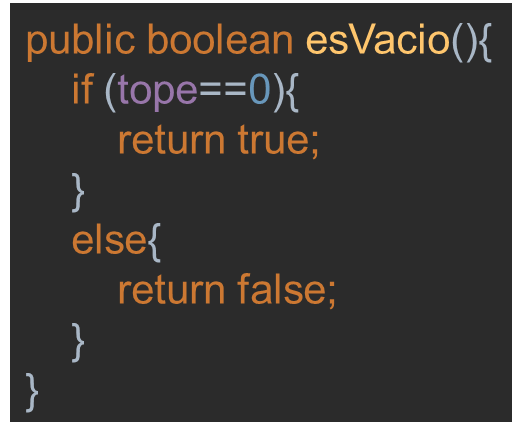 public boolean esVacio(){
if (tope==0){
return true;
}
else{
return false;
}
}